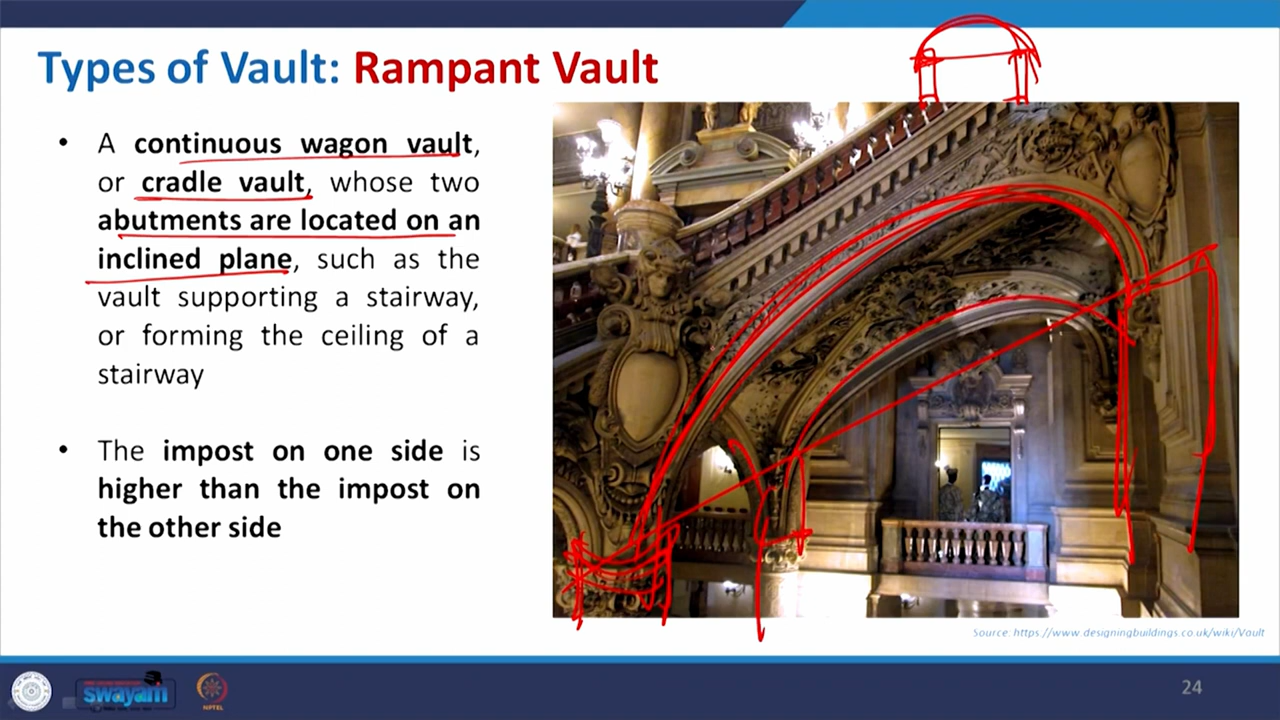 Types of Vault: Rampant Vault
• A continuous wagon vault,
or cradle vault, whose two
abutments are located on an
inclined plane, such as the
vault supporting a stairway,
or forming the ceiling of a
stairway
• The impost on one side is
higher than the impost on
the other side
Source: https://www.designingbuildings.co.uk/wiki/Vault
swayam
NPTEL
24